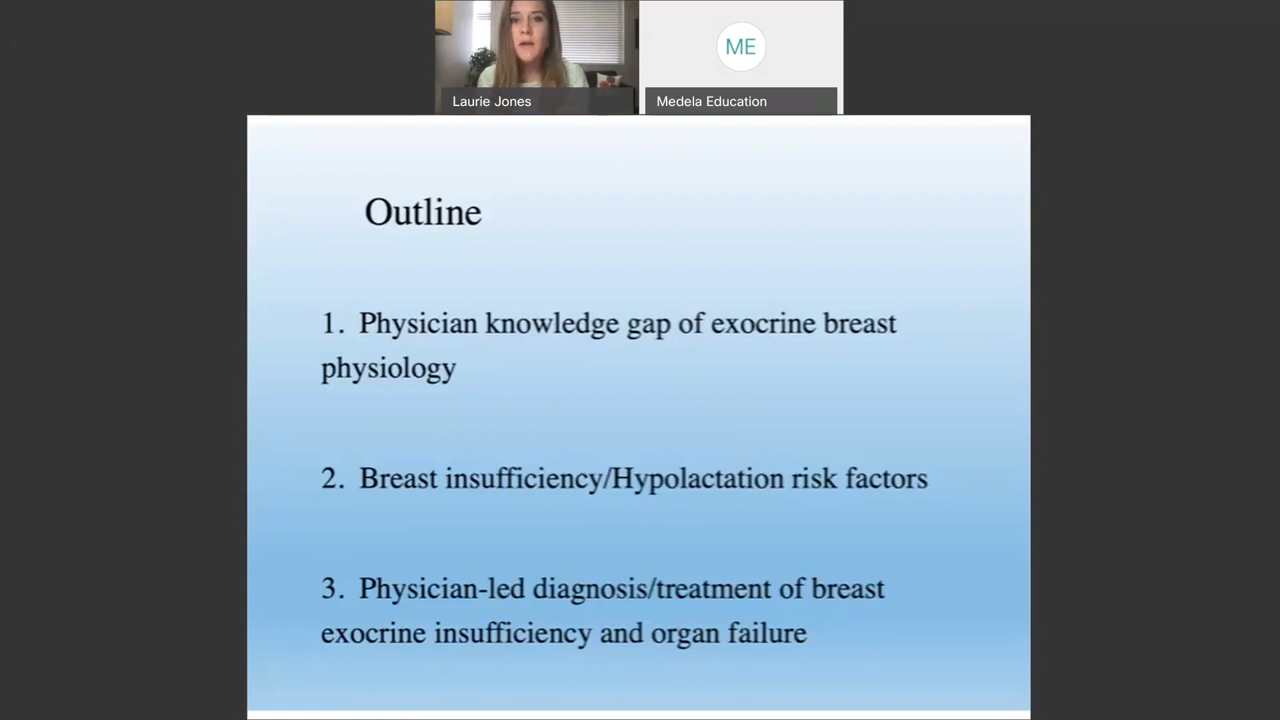 ME
Laurie Jones
Medela Education
Outline
1. Physician knowledge gap of exocrine breast
physiology
2. Breast insufficiency/Hypolactation risk factors
3. Physician-led diagnosis/treatment of breast
exocrine insufficiency and organ failure